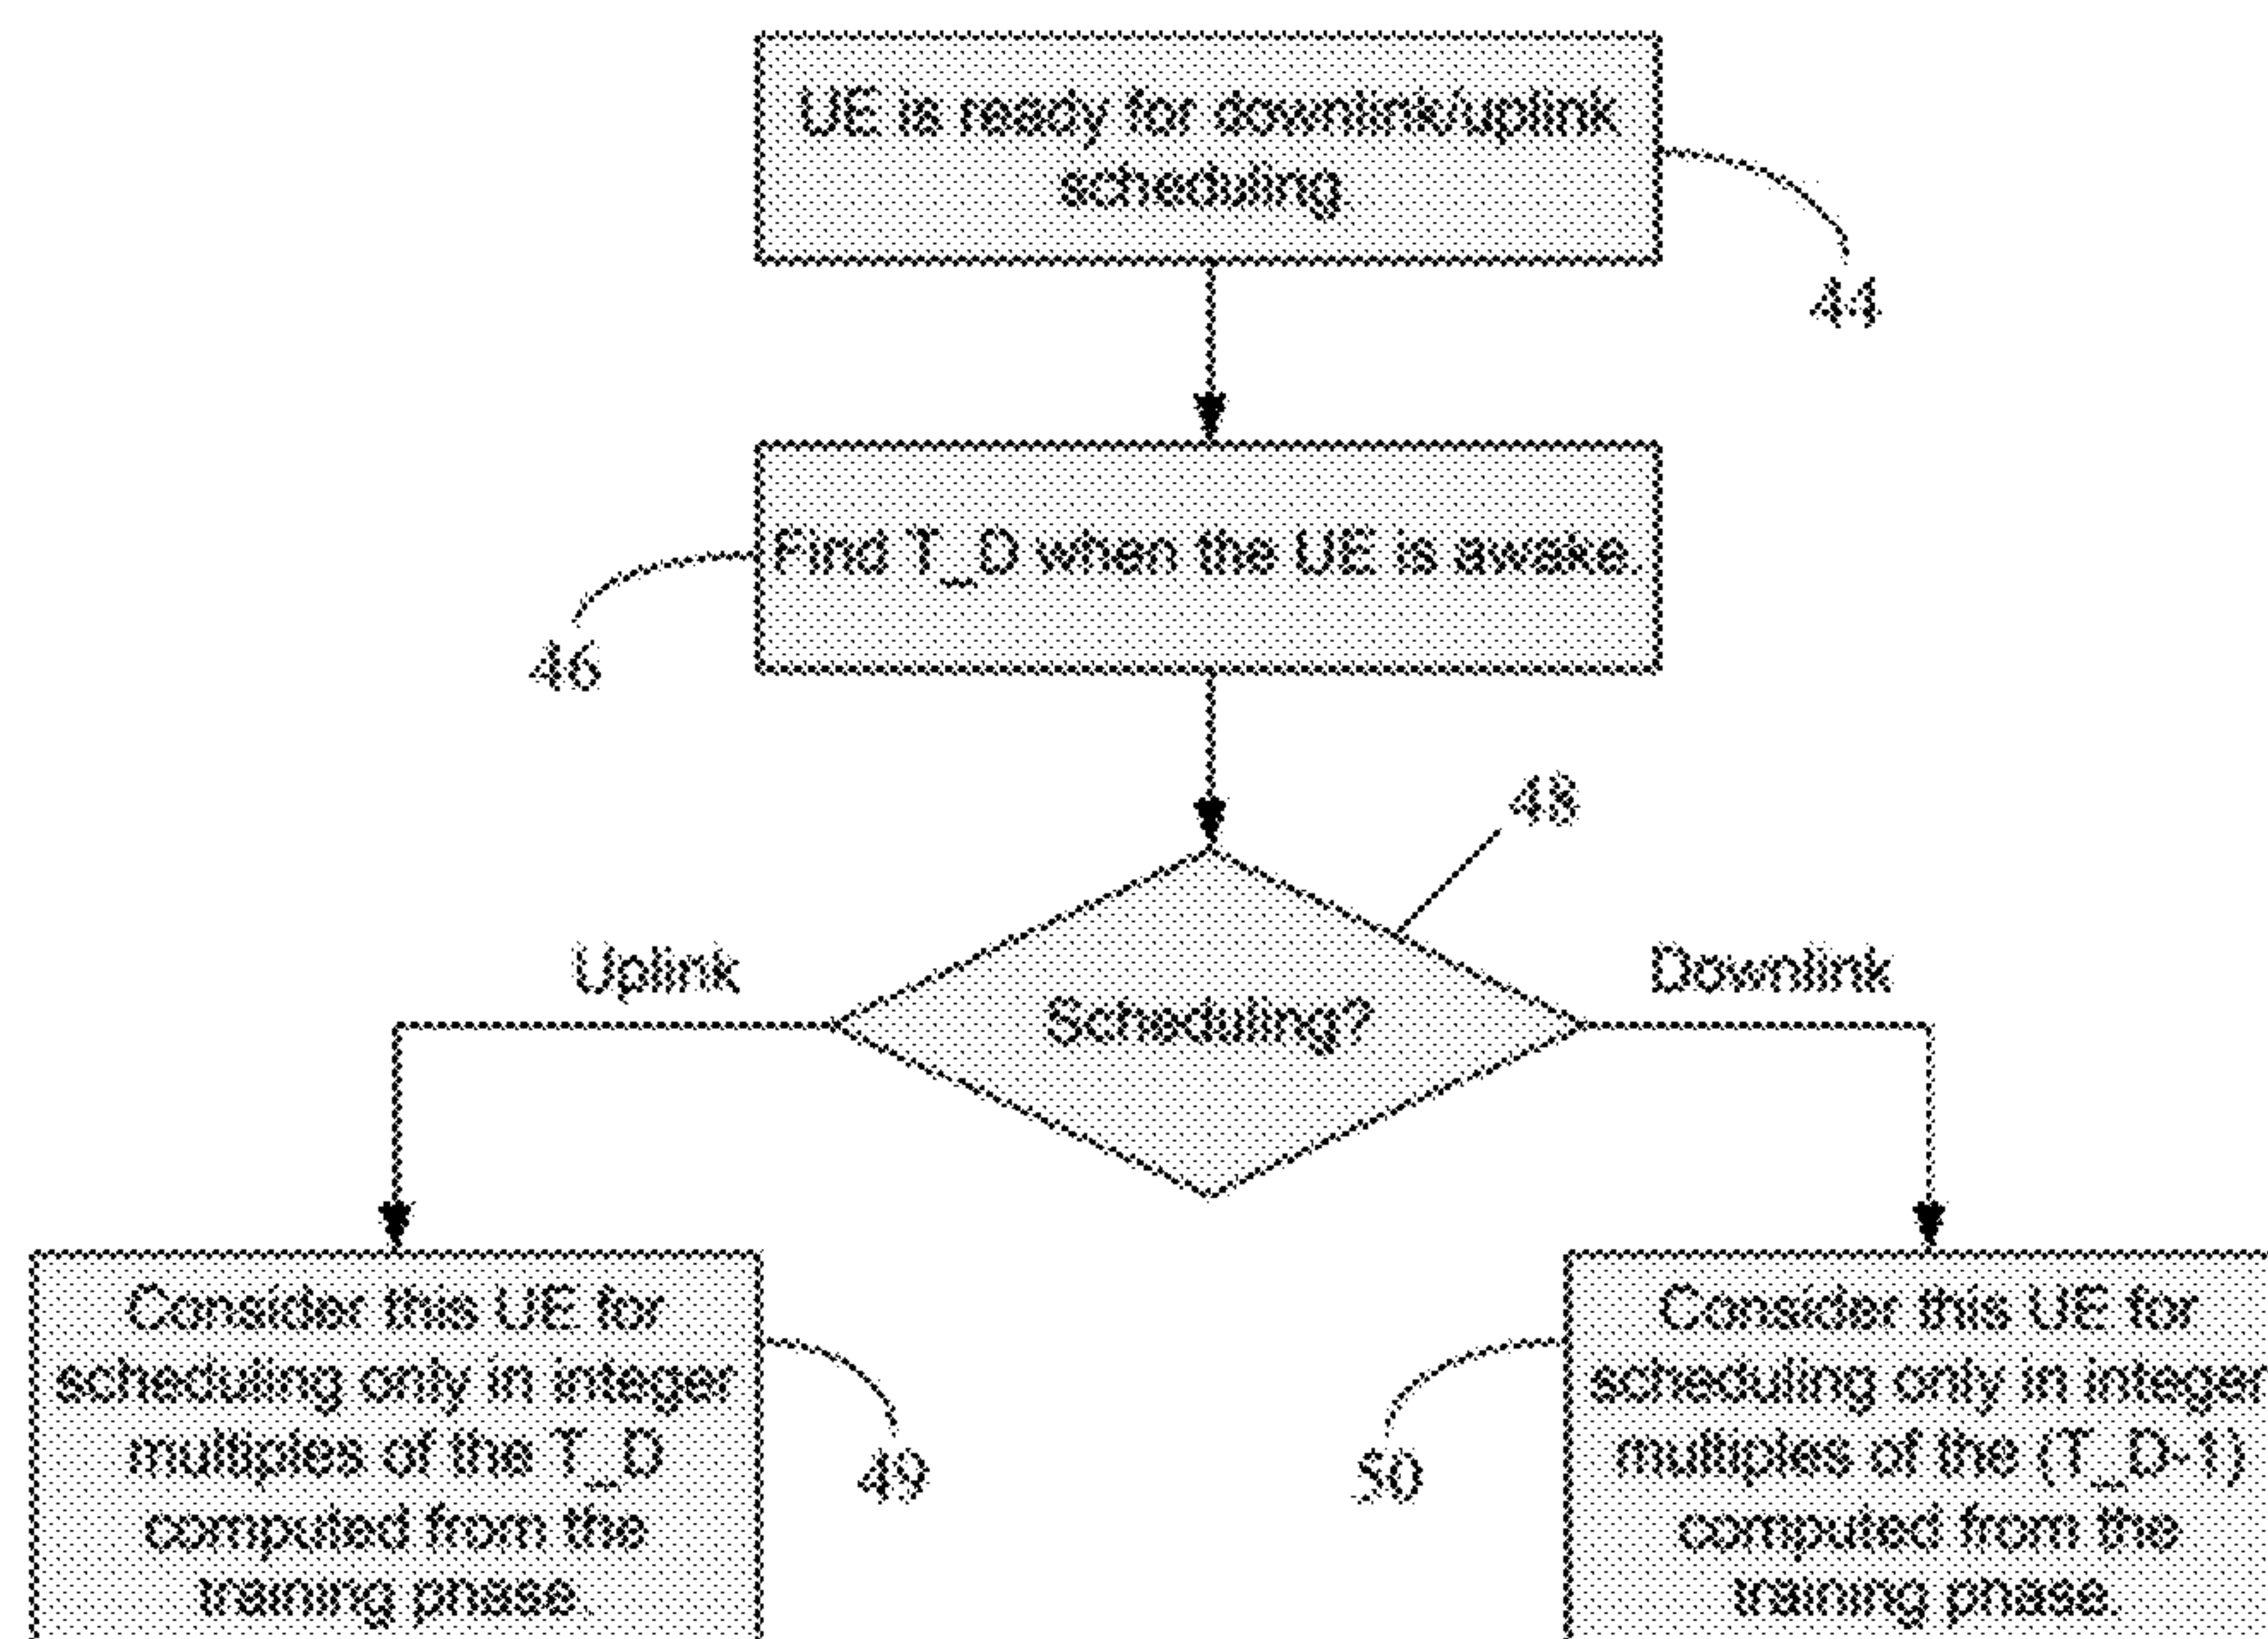 UE is ready for downlink/uplink
scheduling
44
Find T_D when the UE is awake.
46
48
Uplink
Downlink
Scheduling?
Consider this UE for
scheduling only in integer
multiples of the T_D
computed from the
training phase.
49
50
Consider this UE for
scheduling only in integer
multiples of the (T_D-1)
computed from the
training phase.